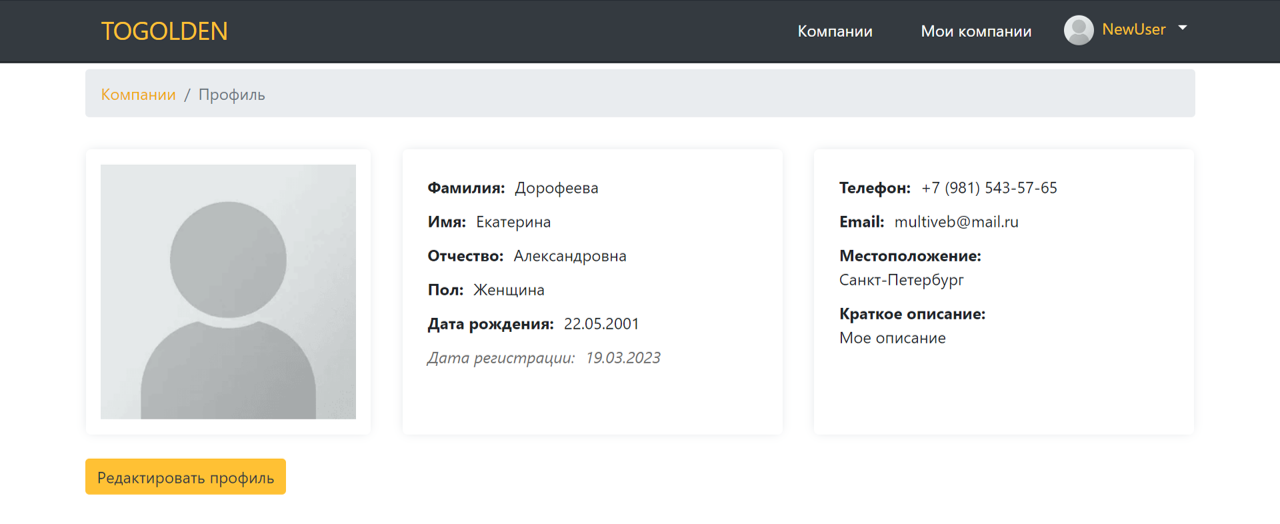 TOGOLDEN
Компании
Мои компании
NewUser
Компании / Профиль
Фамилия: Дорофеева
Имя: Екатерина
Отчество: Александровна
Пол: Женщина
Дата рождения: 22.05.2001
Дата регистрации: 19.03.2023
Телефон: +7 (981) 543-57-65
Email: multiveb@mail.ru
Местоположение:
Санкт-Петербург
Краткое описание:
Мое описание
Редактировать профиль